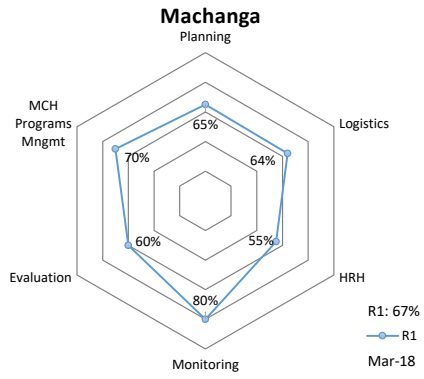 Machanga
Planning
MCH
Programs
Mngmt
Logistics
65%
70%
64%
60%
55%
Evaluation
80%
HRH
Monitoring
R1: 67%
R1
Mar-18